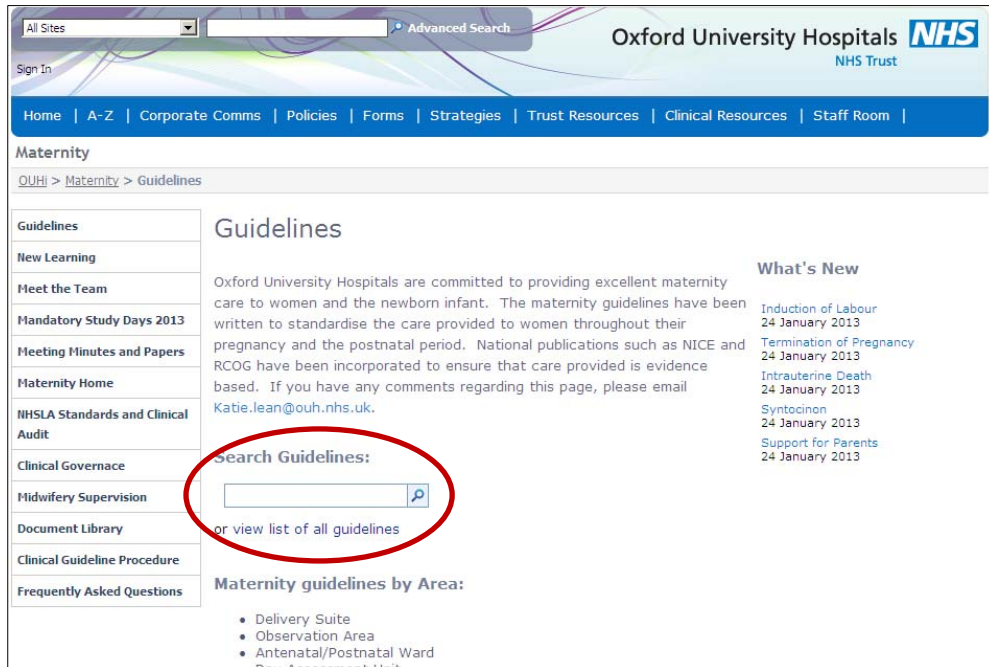 All Sites
Advanced Search
Oxford University Hospitals NHS
NHS Trust
Sign In
Home | A-Z | Corporate Comms | Policies | Forms | Strategies | Trust Resources | Clinical Resources | Staff Room |
Maternity
OUHi > Maternity > Guidelines
Guidelines
New Learning
Meet the Team
Mandatory Study Days 2013
Meeting Minutes and Papers
Maternity Home
NHSLA Standards and Clinical
Audit
Clinical Governace
Midwifery Supervision
Document Library
Clinical Guideline Procedure
Frequently Asked Questions
Guidelines
Oxford University Hospitals are committed to providing excellent maternity
care to women and the newborn infant. The maternity guidelines have been
written to standardise the care provided to women throughout their
pregnancy and the postnatal period. National publications such as NICE and
RCOG have been incorporated to ensure that care provided is evidence
based. If you have any comments regarding this page, please email
Katie.lean@ouh.nhs.uk.
Search Guidelines:
or view list of all guidelines
Maternity guidelines by Area:
• Delivery Suite
• Observation Area
• Antenatal/Postnatal Ward
• Day Assessment Unit
What's New
Induction of Labour
24 January 2013
Termination of Pregnancy
24 January 2013
Intrauterine Death
24 January 2013
Syntocinon
24 January 2013
Support for Parents
24 January 2013